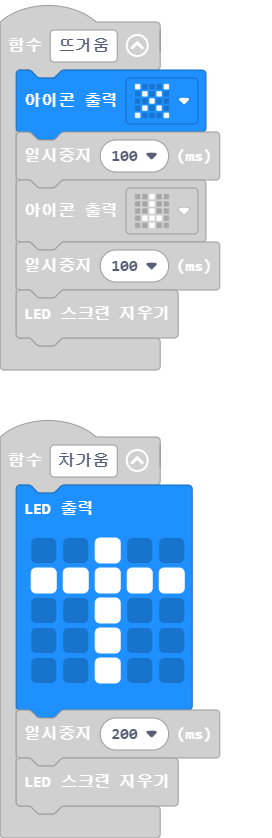 함수 뜨거움
아이콘 출력
일시중지 100 (ms)
아이콘 출력
일시중지 100 (ms)
LED 스크린 지우기
함수 차가움
LED 출력
일시중지 200 (ms)
LED 스크린 지우기